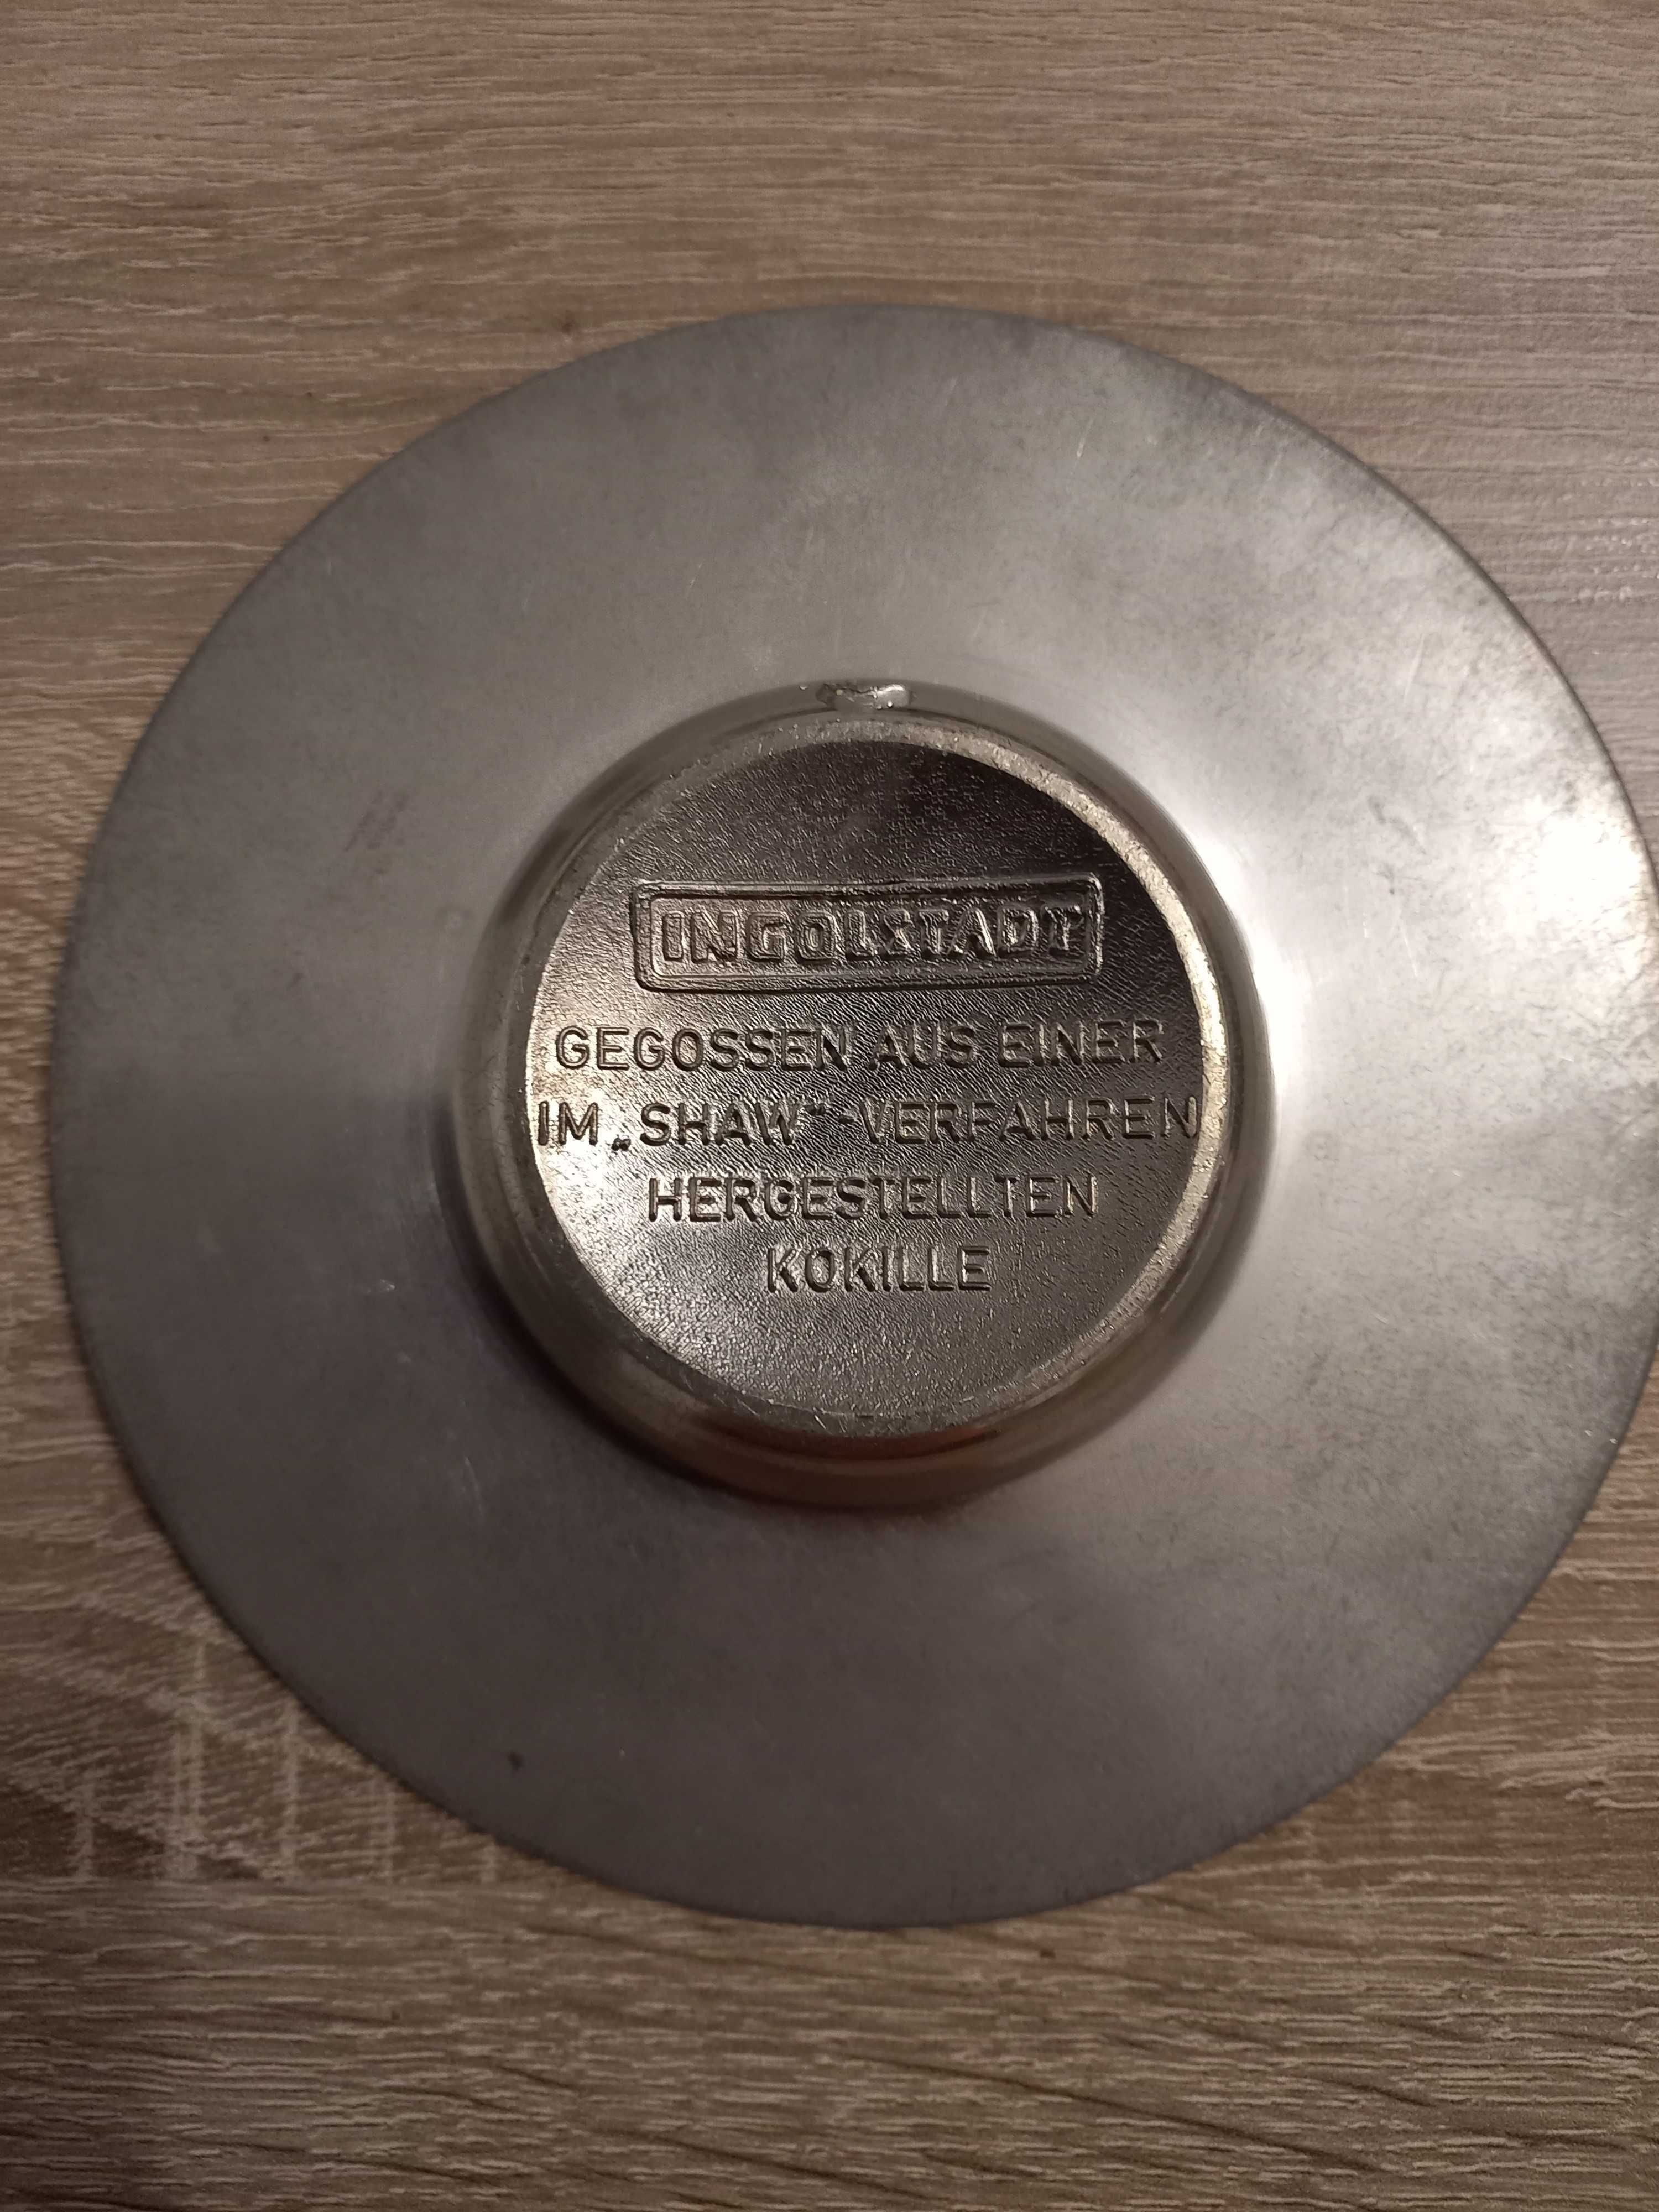 INGOLSTADT
GEGOSSEN AUS EINER
IM „SHAW“-VERFAHREN
HERGESTELLTEN
KOKILLE